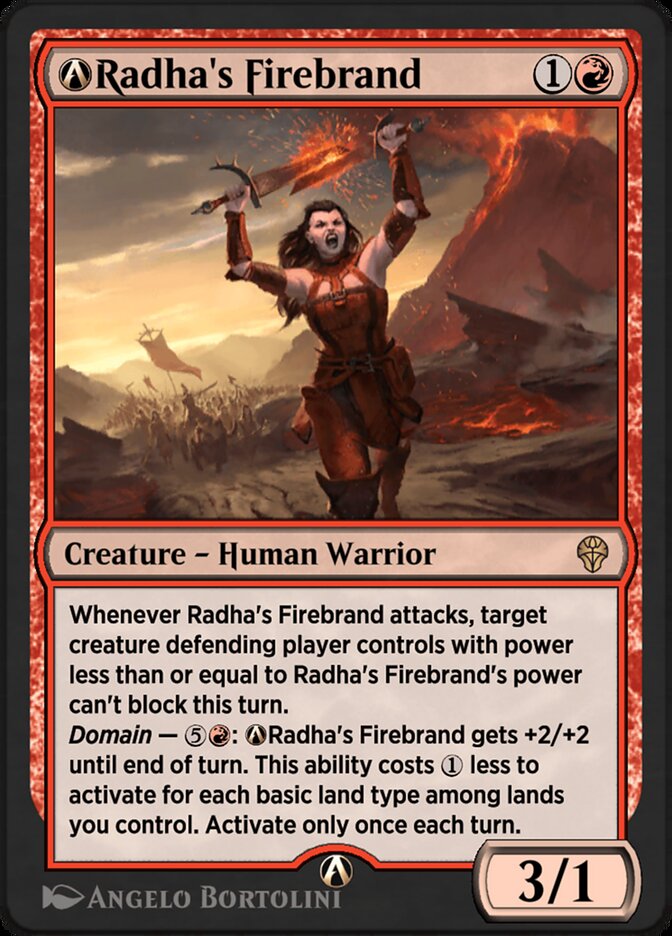 Radha's Firebrand 1
Creature – Human Warrior
Whenever Radha's Firebrand attacks, target
creature defending player controls with power
less than or equal to Radha's Firebrand's power
can't block this turn.
Domain — 5: Radha's Firebrand gets +2/+2
until end of turn. This ability costs 1 less to
activate for each basic land type among lands
you control. Activate only once each turn.
3/1
Angelo Bortolini